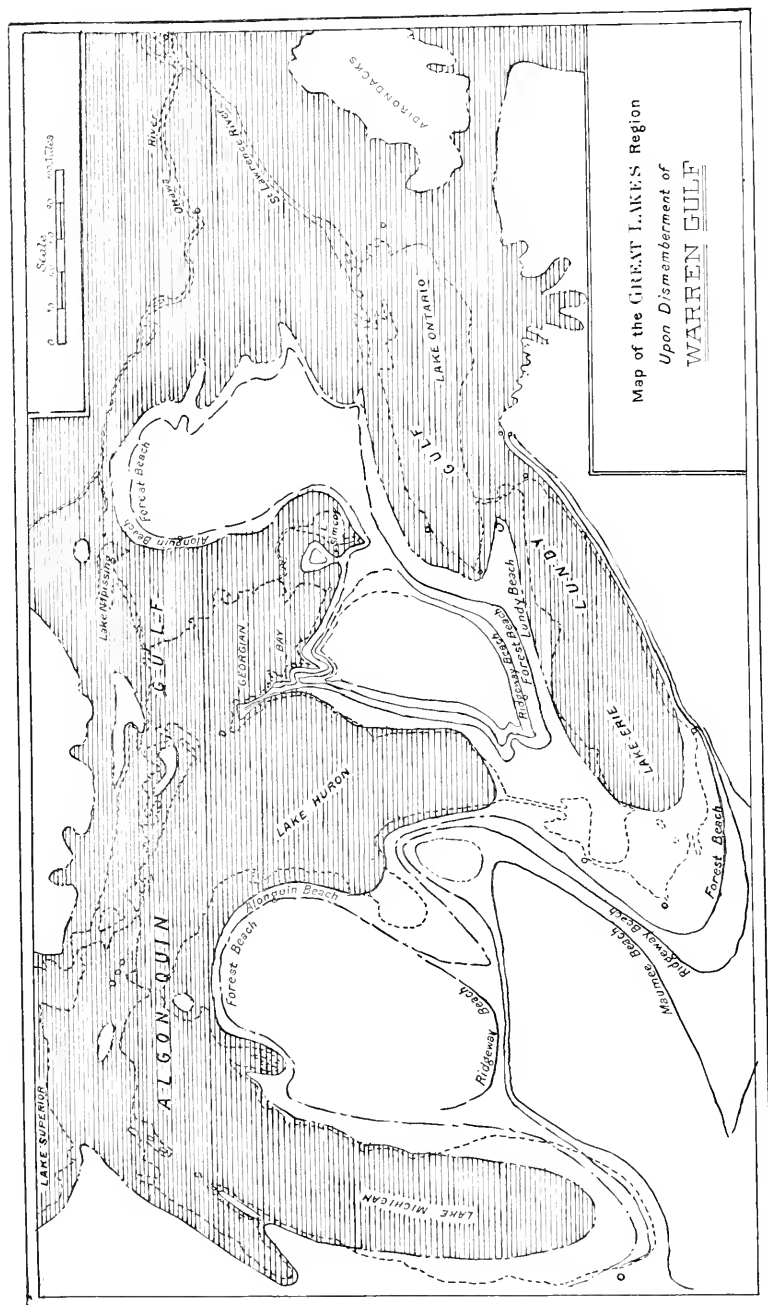 Map of the GREAT LAKES Region
Upon Dismemberment of
WARREN GULF
Scale
Miles
ADIRONDACKS
Ottawa River
St Lawrence River
LAKE ONTARIO
GULF
LUNDY
LAKE ERIE
Forest Beach
Alonguin Beach
Lake Nipissing
L. Simcoe
GEORGIAN
BAY
GULF
Ridgeway Beach
Forest Beach
Lundy Beach
LAKE HURON
Alonguin Beach
Forest Beach
ALGONQUIN
Ridgeway Beach
Forest Beach
Ridgeway Beach
Maumee Beach
LAKE SUPERIOR
LAKE MICHIGAN